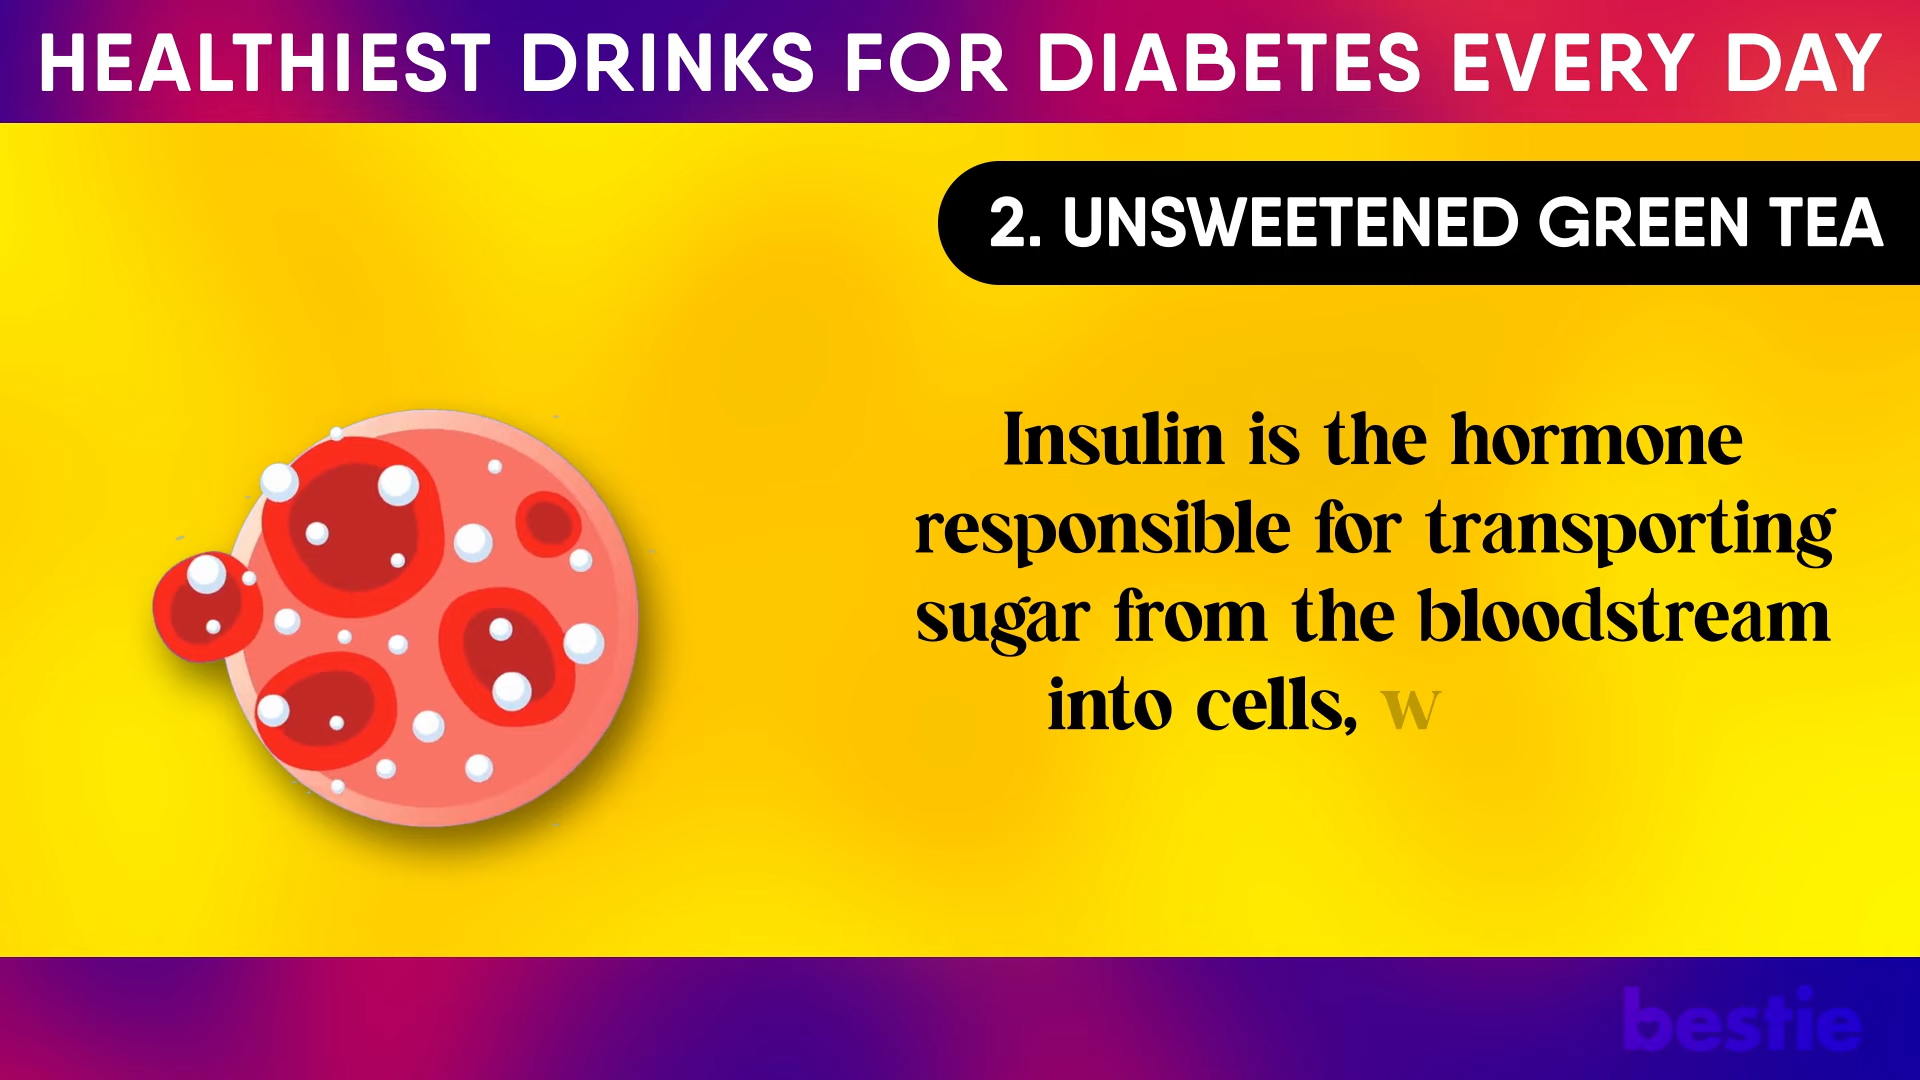 HEALTHIEST DRINKS FOR DIABETES EVERY DAY
2. UNSWEETENED GREEN TEA
Insulin is the hormone
responsible for transporting
sugar from the bloodstream
into cells, w
bestie